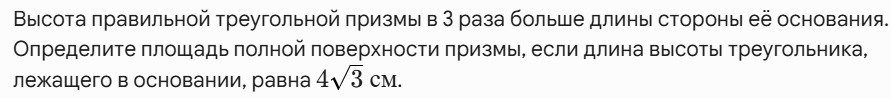 Высота правильной треугольной призмы в 3 раза больше длины стороны её основания.
Определите площадь полной поверхности призмы, если длина высоты треугольника,
лежащего в основании, равна 4√3 см.